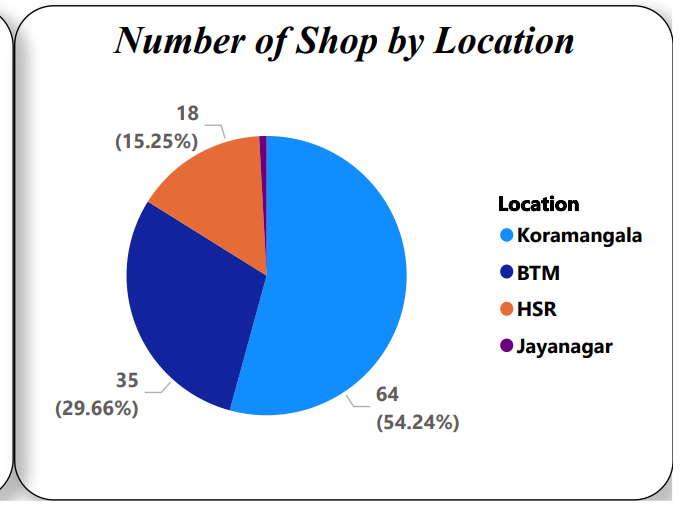 Number of Shop by Location
18
(15.25%)
35
(29.66%)
64
(54.24%)
Location
Koramangala
BTM
HSR
Jayanagar